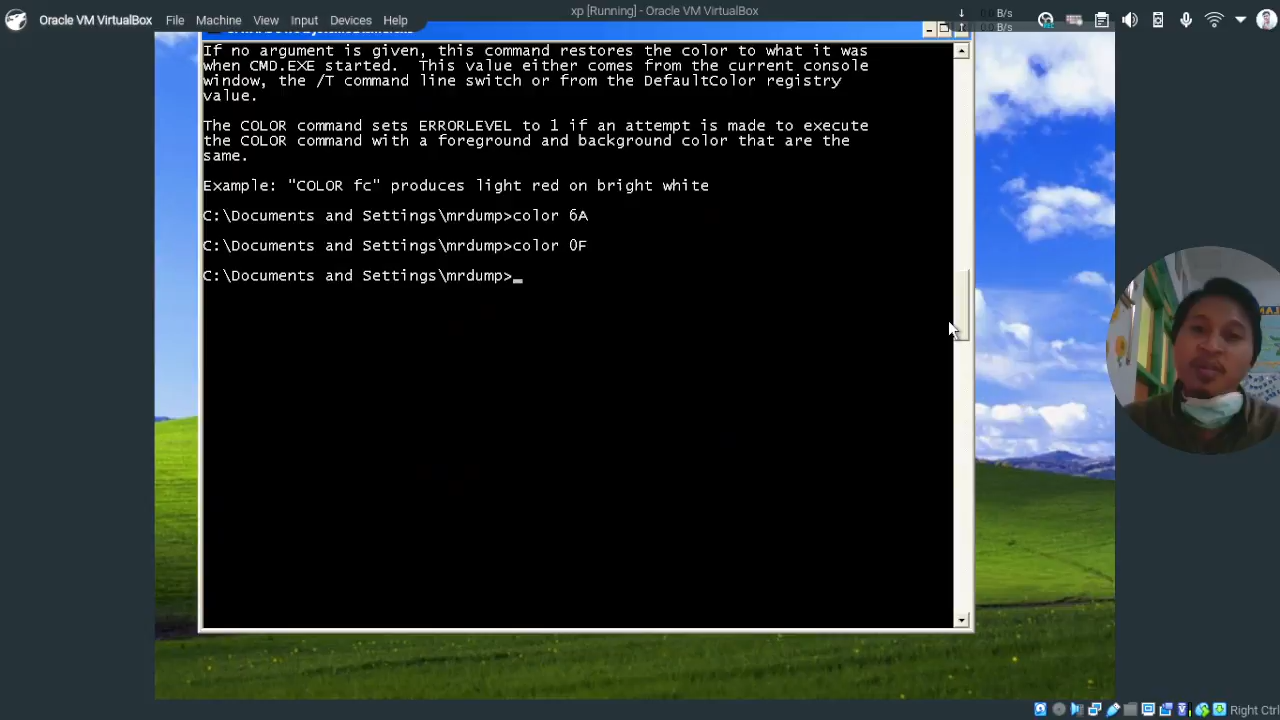 xp [Running] - Oracle VM VirtualBox
Oracle VM VirtualBox File Machine View Input Devices Help
If no argument is given, this command restores the color to what it was
when CMD.EXE started.  This value either comes from the current console
window, the /T command line switch or from the DefaultColor registry
value.
The COLOR command sets ERRORLEVEL to 1 if an attempt is made to execute
the COLOR command with a foreground and background color that are the
same.
Example: "COLOR fc" produces light red on bright white
C:\Documents and Settings\mrdump>color 6A
C:\Documents and Settings\mrdump>color 0F
C:\Documents and Settings\mrdump>
Right Ctrl